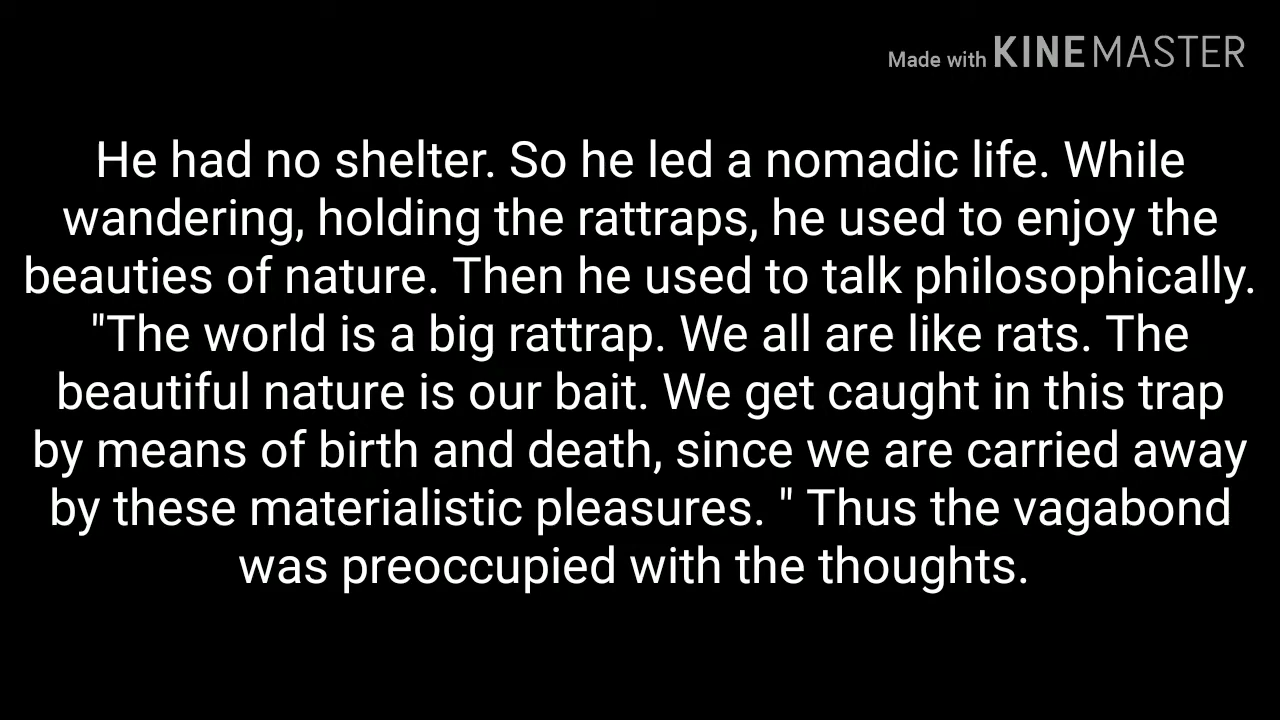 Made with KINEMASTER
He had no shelter. So he led a nomadic life. While
wandering, holding the rattraps, he used to enjoy the
beauties of nature. Then he used to talk philosophically.
"The world is a big rattrap. We all are like rats. The
beautiful nature is our bait. We get caught in this trap
by means of birth and death, since we are carried away
by these materialistic pleasures. " Thus the vagabond
was preoccupied with the thoughts.